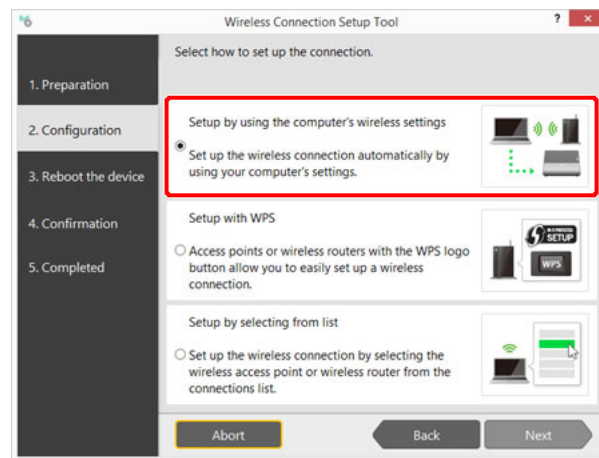 Wireless Connection Setup Tool
?
Select how to set up the connection.
1. Preparation
2. Configuration
3. Reboot the device
4. Confirmation
5. Completed
Setup by using the computer's wireless settings
Set up the wireless connection automatically by
using your computer's settings.
Setup with WPS
Access points or wireless routers with the WPS logo
button allow you to easily set up a wireless
connection.
SETUP
WPS
Setup by selecting from list
Set up the wireless connection by selecting the
wireless access point or wireless router from the
connections list.
Abort
Back
Next